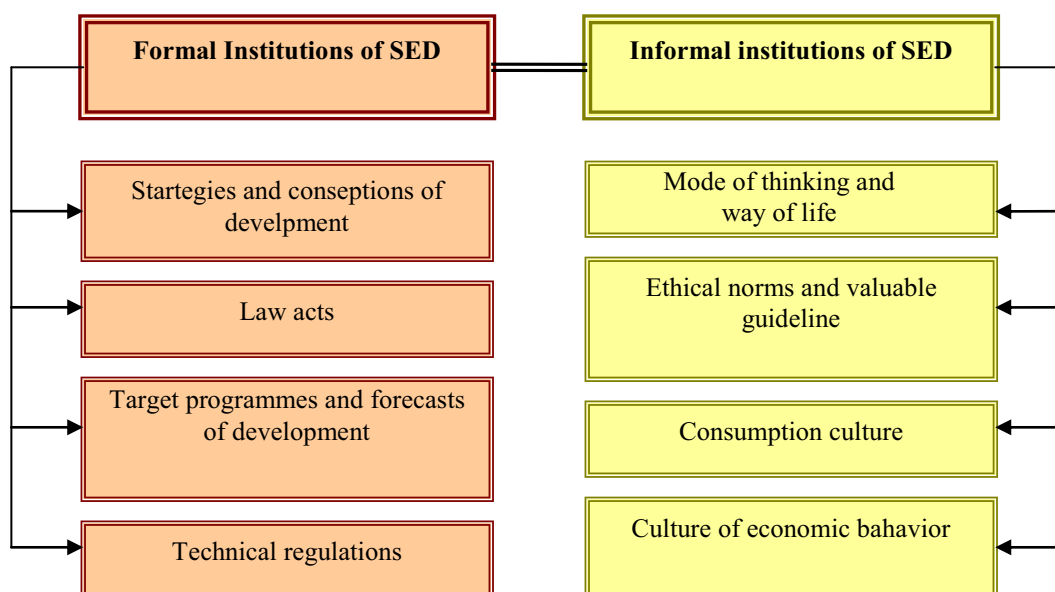 Formal Institutions of SED
Informal institutions of SED
Startegies and conseptions of
develpment
Law acts
Target programmes and forecasts
of development
Technical regulations
Mode of thinking and
way of life
Ethical norms and valuable
guideline
Consumption culture
Culture of economic bahavior